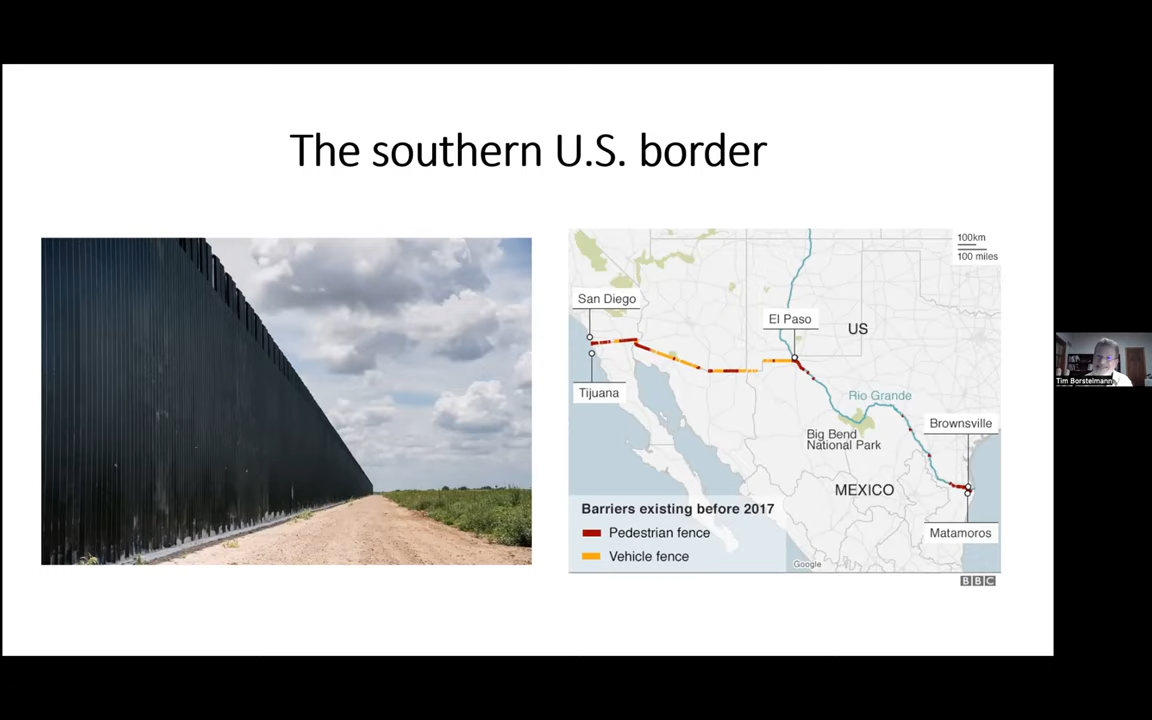 The southern U.S. border
100km
100 miles
San Diego
El Paso
US
Tijuana
Rio Grande
Brownsville
Big Bend
National Park
MEXICO
Barriers existing before 2017
Pedestrian fence
Matamoros
Vehicle fence
Google
BBC
Tim Borstelmann